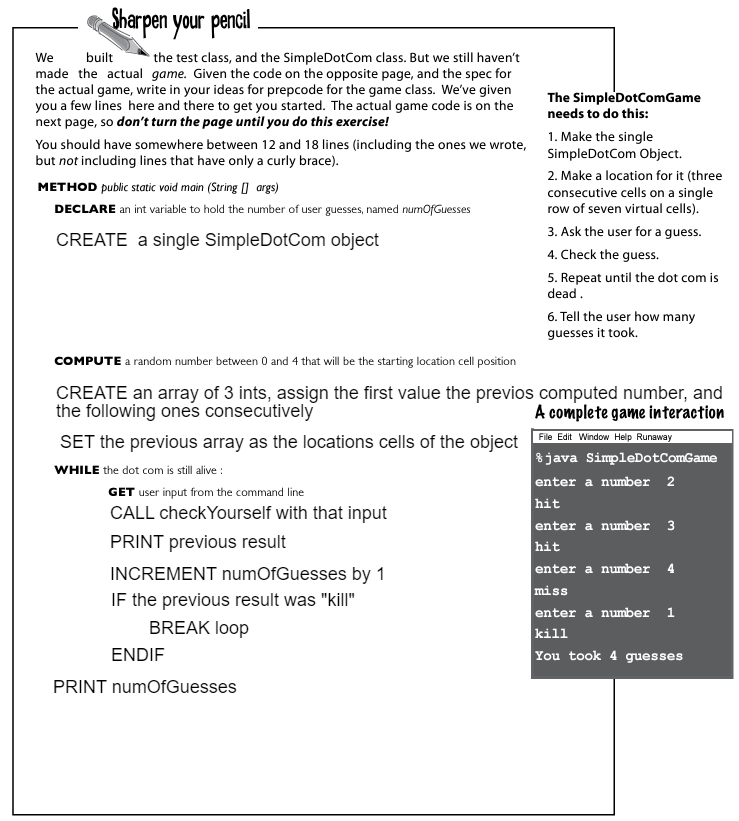 Sharpen your pencil
We built the test class, and the SimpleDotCom class. But we still haven't
made the actual game. Given the code on the opposite page, and the spec for
the actual game, write in your ideas for prepcode for the game class. We've given
you a few lines here and there to get you started. The actual game code is on the
next page, so don't turn the page until you do this exercise!
You should have somewhere between 12 and 18 lines (including the ones we wrote,
but not including lines that have only a curly brace).
METHOD public static void main (String [] args)
DECLARE an int variable to hold the number of user guesses, named numOfGuesses
CREATE a single SimpleDotCom object
COMPUTE a random number between 0 and 4 that will be the starting location cell position
CREATE an array of 3 ints, assign the first value the previos computed number, and
the following ones consecutively
SET the previous array as the locations cells of the object
WHILE the dot com is still alive :
GET user input from the command line
CALL checkYourself with that input
PRINT previous result
INCREMENT numOfGuesses by 1
IF the previous result was "kill"
BREAK loop
ENDIF
PRINT numOfGuesses
The SimpleDotComGame
needs to do this:
1. Make the single
SimpleDotCom Object.
2. Make a location for it (three
consecutive cells on a single
row of seven virtual cells).
3. Ask the user for a guess.
4. Check the guess.
5. Repeat until the dot com is
dead .
6. Tell the user how many
guesses it took.
A complete game interaction
File Edit Window Help Runaway
%java SimpleDotComGame
enter a number 2
hit
enter a number 3
hit
enter a number 4
miss
enter a number 1
kill
You took 4 guesses